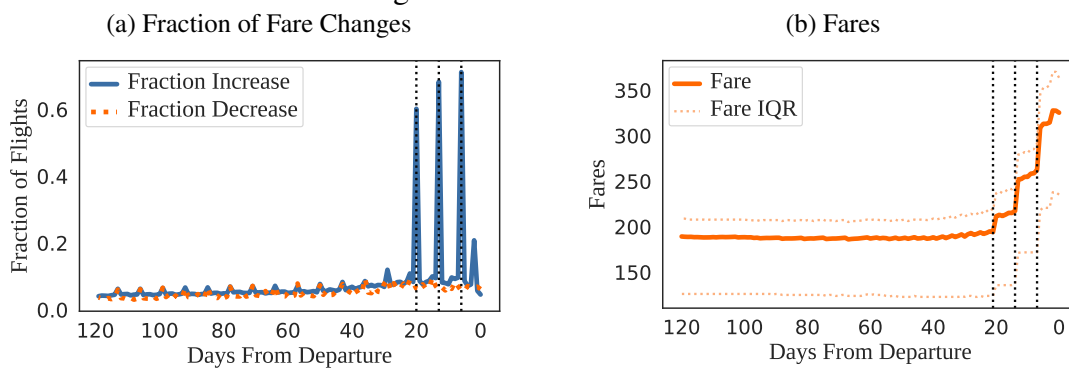 (a) Fraction of Fare Changes
Fraction Increase
Fraction Decrease
Fraction of Flights
0.6
0.4
0.2
0.0
120 100 80 60 40 20 0
Days From Departure
(b) Fares
Fare
Fare IQR
Fares
350
300
250
200
150
120 100 80 60 40 20 0
Days From Departure